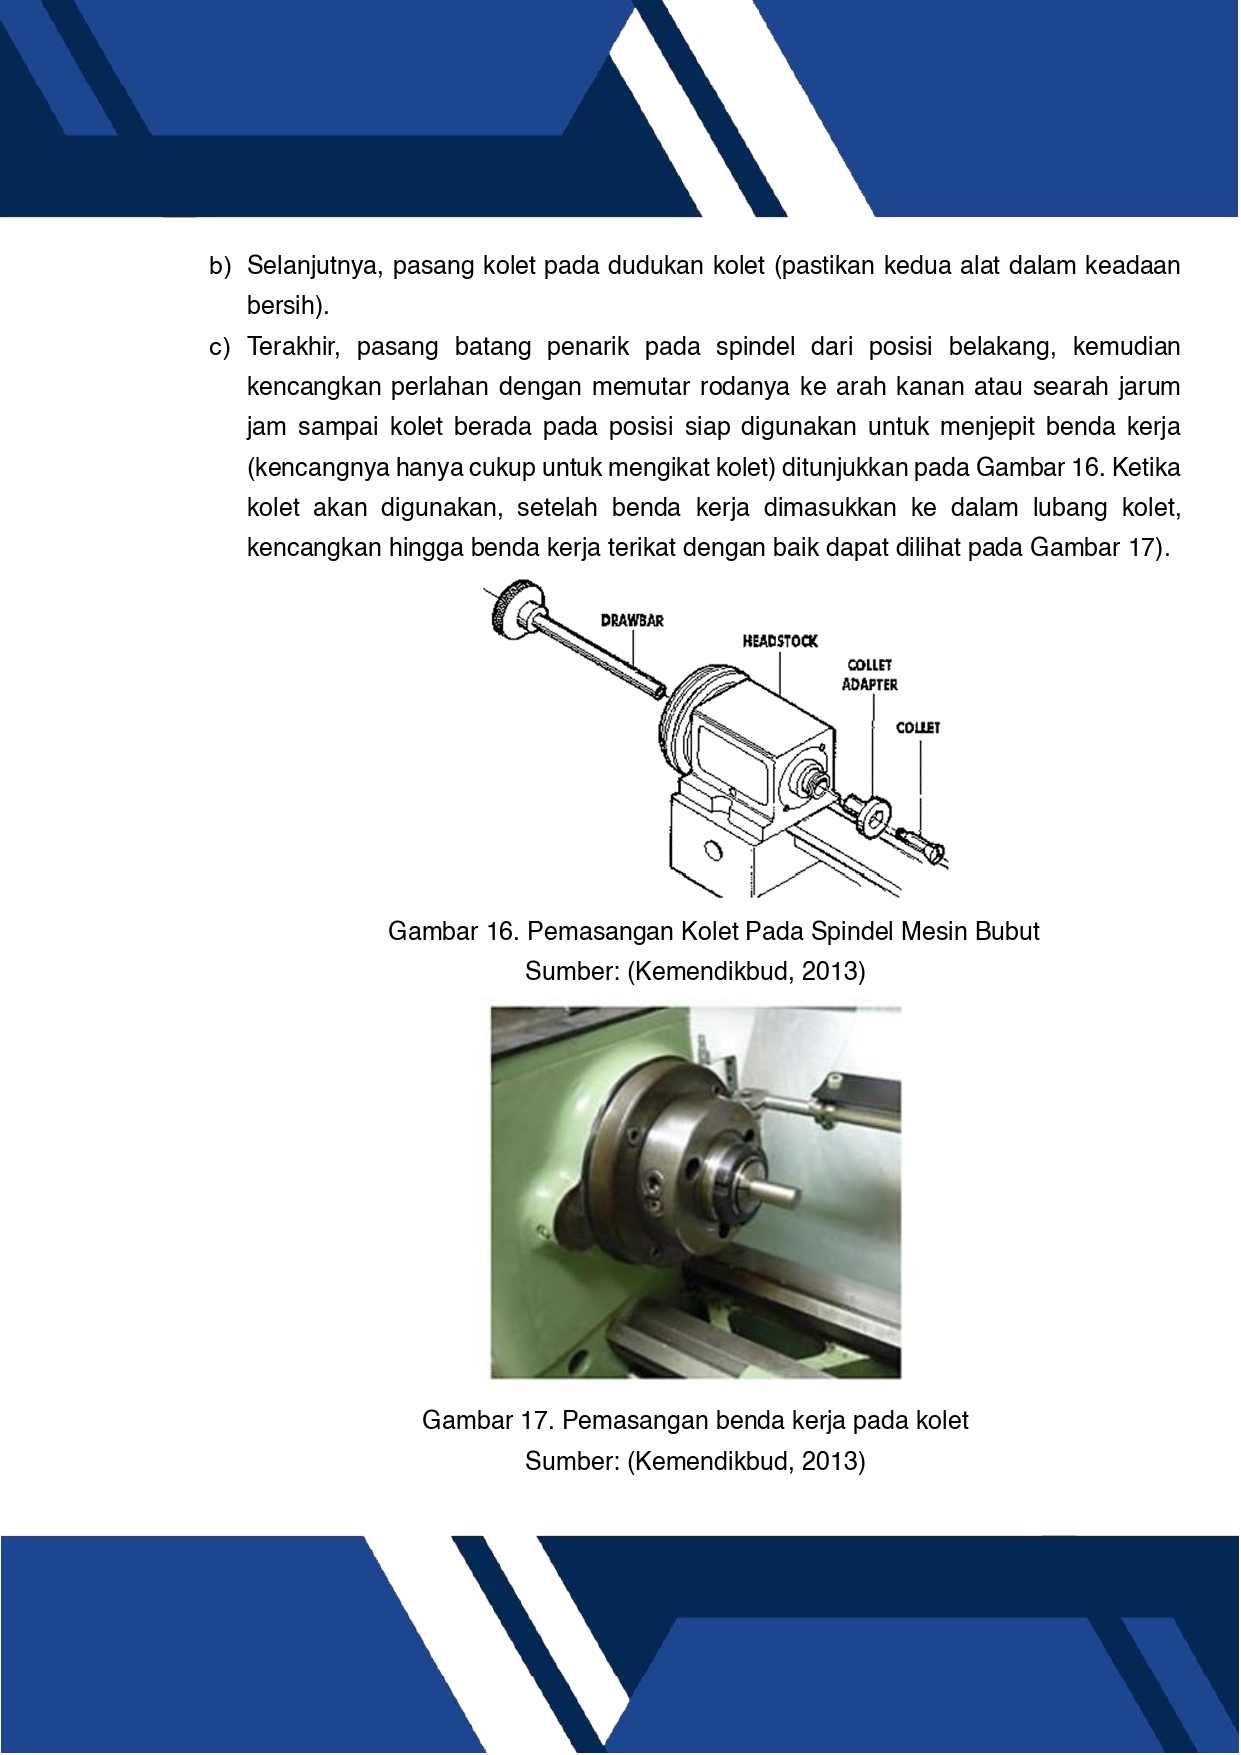 b) Selanjutnya, pasang kolet pada dudukan kolet (pastikan kedua alat dalam keadaan
bersih).
c) Terakhir, pasang batang penarik pada spindel dari posisi belakang, kemudian
kencangkan perlahan dengan memutar rodanya ke arah kanan atau searah jarum
jam sampai kolet berada pada posisi siap digunakan untuk menjepit benda kerja
(kencangnya hanya cukup untuk mengikat kolet) ditunjukkan pada Gambar 16. Ketika
kolet akan digunakan, setelah benda kerja dimasukkan ke dalam lubang kolet,
kencangkan hingga benda kerja terikat dengan baik dapat dilihat pada Gambar 17).
DRAWBAR
HEADSTOCK
COLLET
ADAPTER
COLLET
Gambar 16. Pemasangan Kolet Pada Spindel Mesin Bubut
Sumber: (Kemendikbud, 2013)
Gambar 17. Pemasangan benda kerja pada kolet
Sumber: (Kemendikbud, 2013)